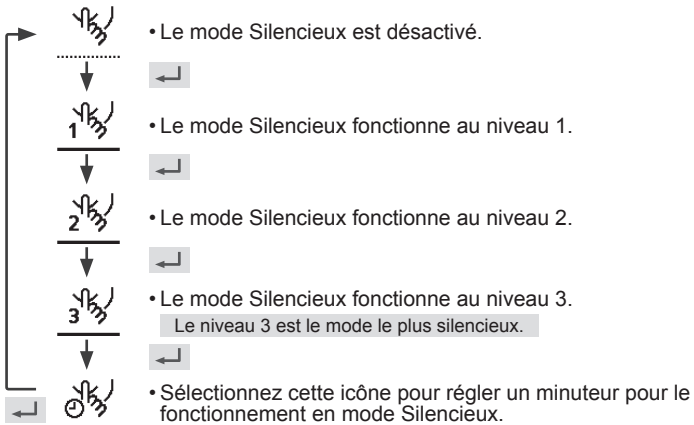 • Le mode Silencieux est désactivé.
1
• Le mode Silencieux fonctionne au niveau 1.
2
• Le mode Silencieux fonctionne au niveau 2.
3
• Le mode Silencieux fonctionne au niveau 3.
Le niveau 3 est le mode le plus silencieux.
• Sélectionnez cette icône pour régler un minuteur pour le
fonctionnement en mode Silencieux.